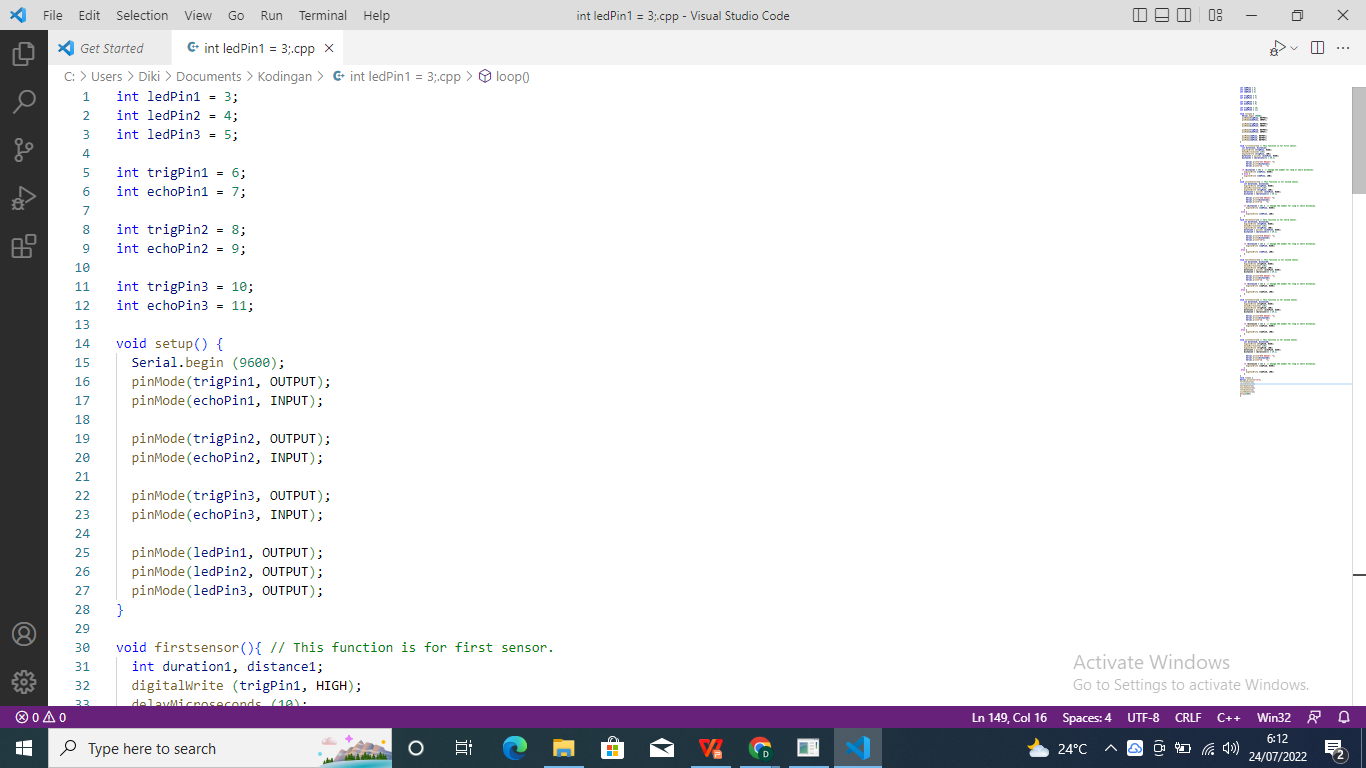 File Edit Selection View Go Run Terminal Help int ledPin1 = 3;.cpp - Visual Studio Code
Get Started int ledPin1 = 3;.cpp
C: > Users > Diki > Documents > Kodingan > int ledPin1 = 3;.cpp > loop()
1 int ledPin1 = 3;
2 int ledPin2 = 4;
3 int ledPin3 = 5;
4
5 int trigPin1 = 6;
6 int echoPin1 = 7;
7
8 int trigPin2 = 8;
9 int echoPin2 = 9;
10
11 int trigPin3 = 10;
12 int echoPin3 = 11;
13
14 void setup() {
15 Serial.begin (9600);
16 pinMode(trigPin1, OUTPUT);
17 pinMode(echoPin1, INPUT);
18
19 pinMode(trigPin2, OUTPUT);
20 pinMode(echoPin2, INPUT);
21
22 pinMode(trigPin3, OUTPUT);
23 pinMode(echoPin3, INPUT);
24
25 pinMode(ledPin1, OUTPUT);
26 pinMode(ledPin2, OUTPUT);
27 pinMode(ledPin3, OUTPUT);
28 }
29
30 void firstsensor(){ // This function is for first sensor.
31 int duration1, distance1;
32 digitalWrite (trigPin1, HIGH);
33 delayMicroseconds (10);
Activate Windows
Go to Settings to activate Windows.
0 0 Ln 149, Col 16 Spaces: 4 UTF-8 CRLF C++ Win32
Type here to search 24°C 6:12
24/07/2022 2